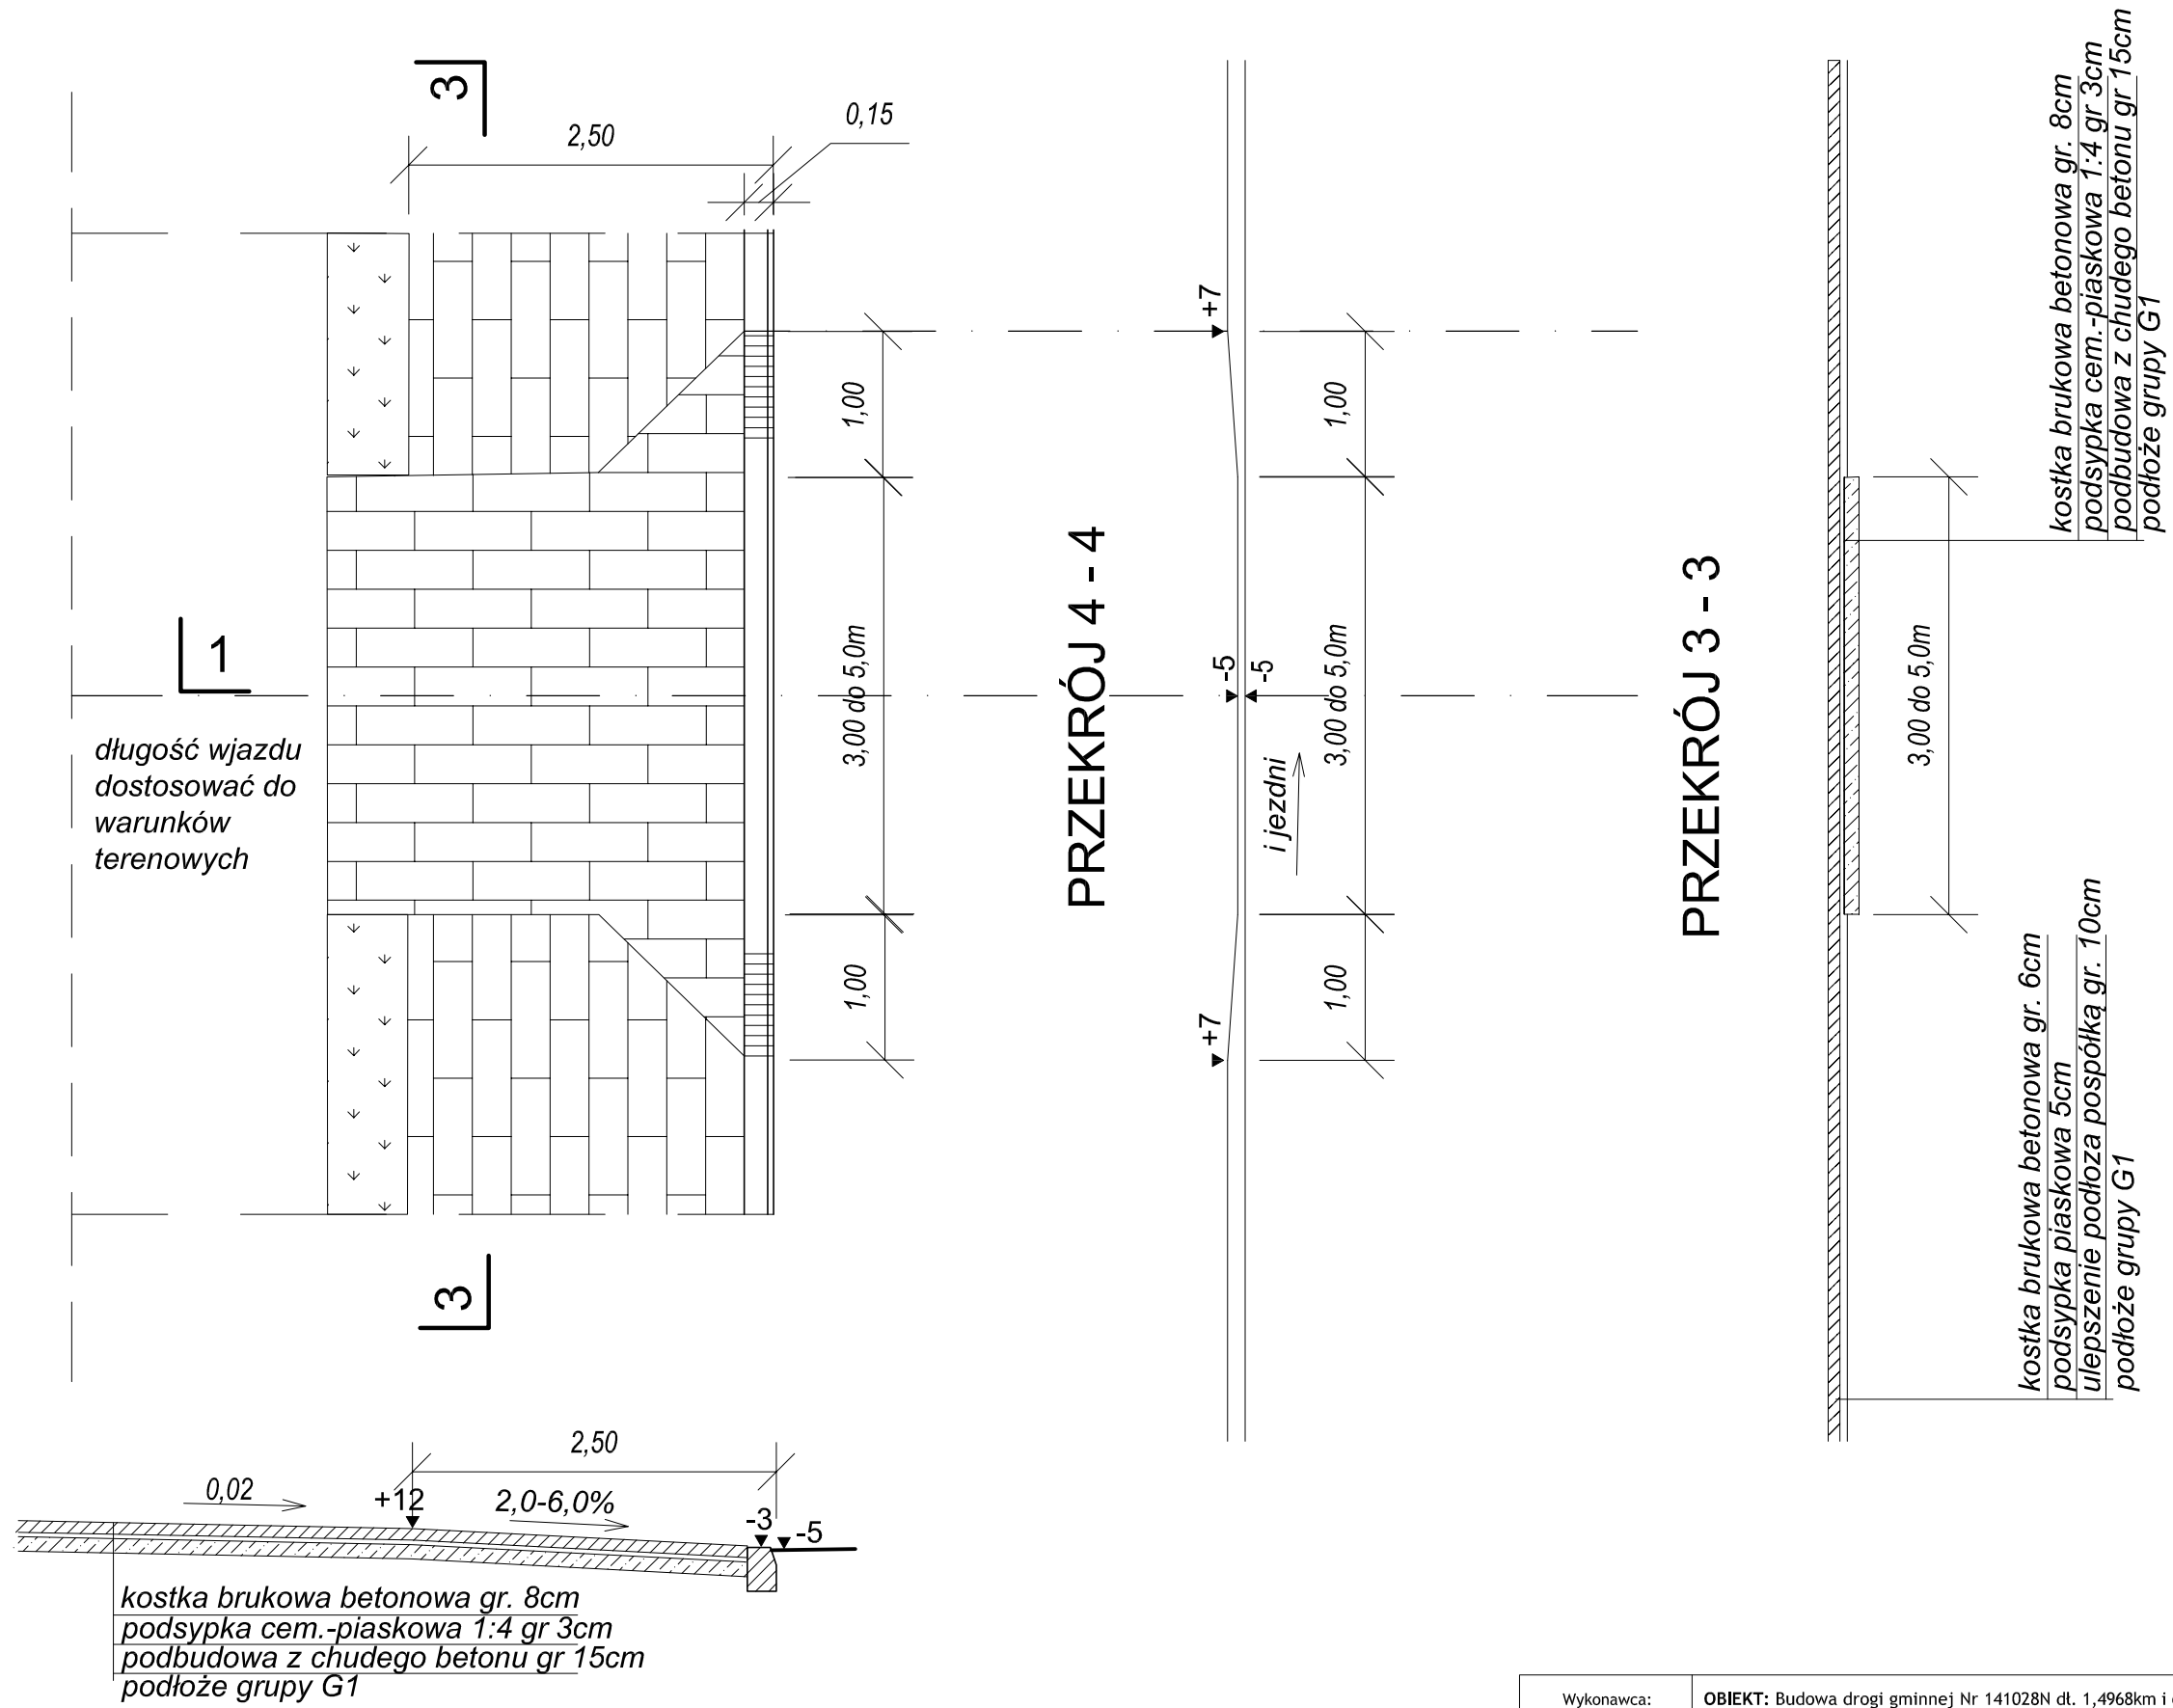 3
2,50
0,15
1,00
3,00 do 5,0m
1,00
1
długość wjazdu
dostosować do
warunków
terenowych
3
PRZEKRÓJ 4 - 4
+7
-5
-5
+7
i jezdni
1,00
3,00 do 5,0m
1,00
PRZEKRÓJ 3 - 3
3,00 do 5,0m
kostka brukowa betonowa gr. 8cm
podsypka cem.-piaskowa 1:4 gr 3cm
podbudowa z chudego betonu gr 15cm
podłoże grupy G1
kostka brukowa betonowa gr. 6cm
podsypka piaskowa 5cm
ulepszenie podłoza pospółką gr. 10cm
podłoże grupy G1
2,50
0,02
+12
2,0-6,0%
-3
-5
kostka brukowa betonowa gr. 8cm
podsypka cem.-piaskowa 1:4 gr 3cm
podbudowa z chudego betonu gr 15cm
podłoże grupy G1
Wykonawca:
OBIEKT: Budowa drogi gminnej Nr 141028N dł. 1,4968km i